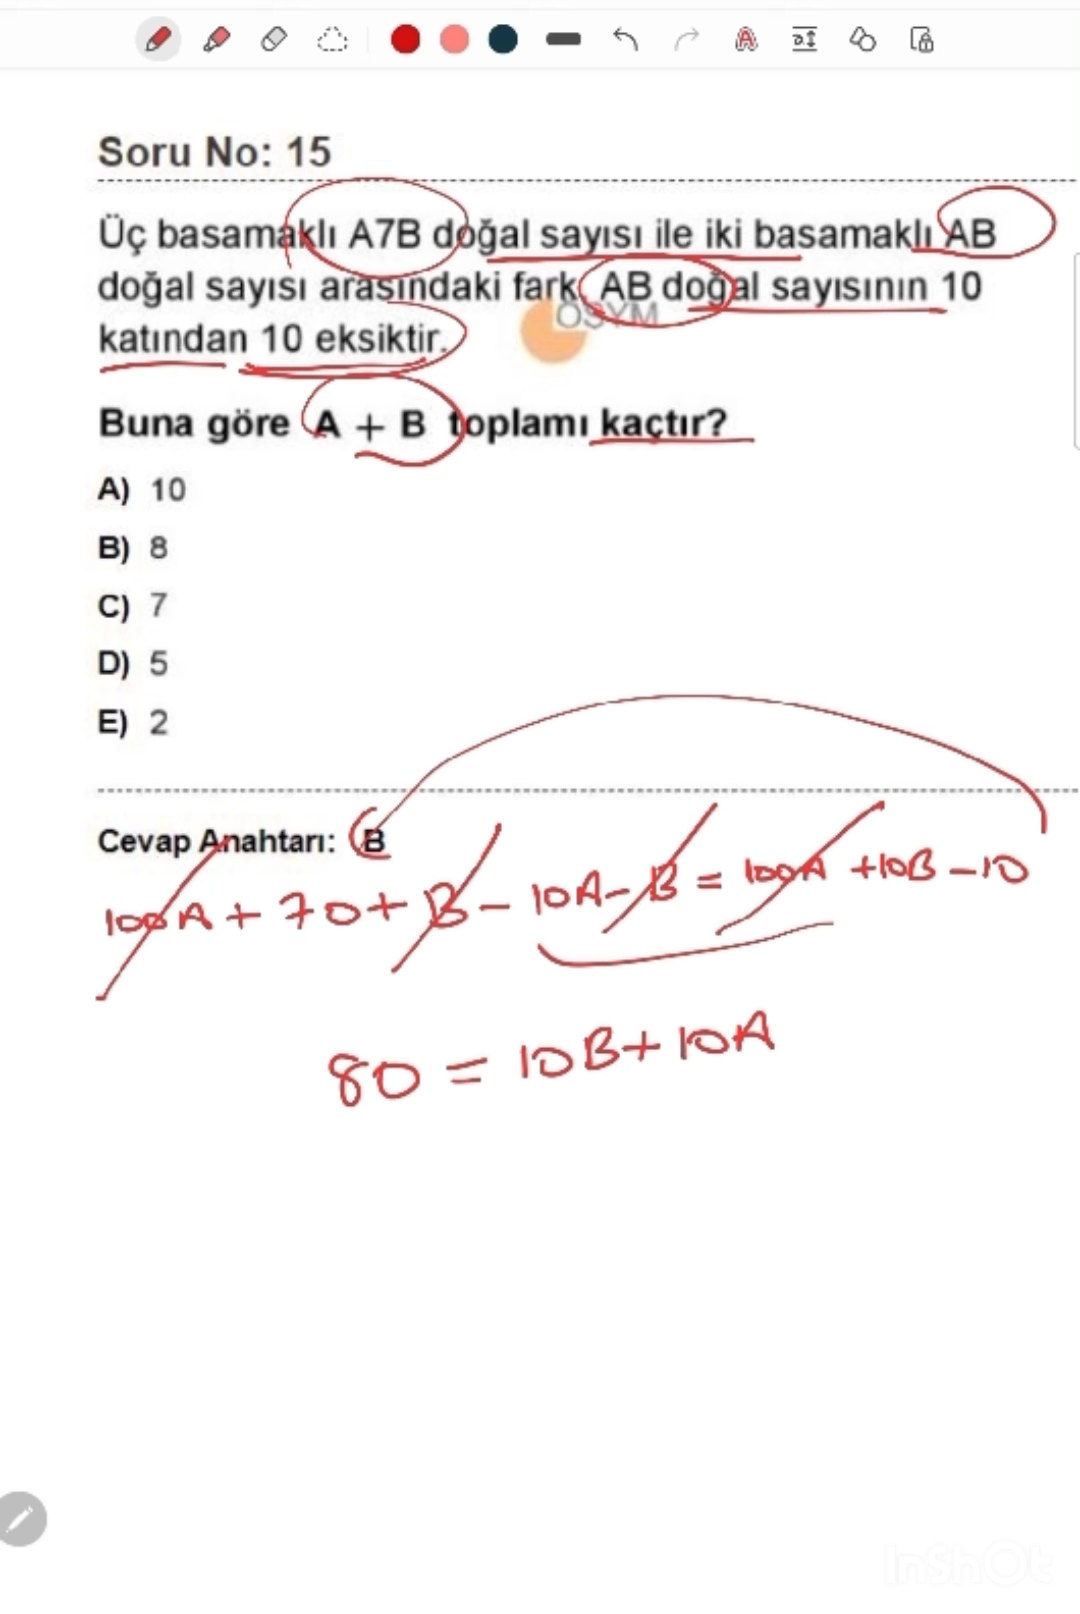 Soru No: 15
Üç basamaklı A7B doğal sayısı ile iki basamaklı AB
doğal sayısı arasındaki fark, AB doğal sayısının 10
ÖSYM
katından 10 eksiktir.
Buna göre A + B toplamı kaçtır?
A) 10
B) 8
C) 7
D) 5
E) 2
Cevap Anahtarı: B
100A + 70 + B - 10A - B = 100A + 10B - 10
80 = 10B + 10A
InShOt